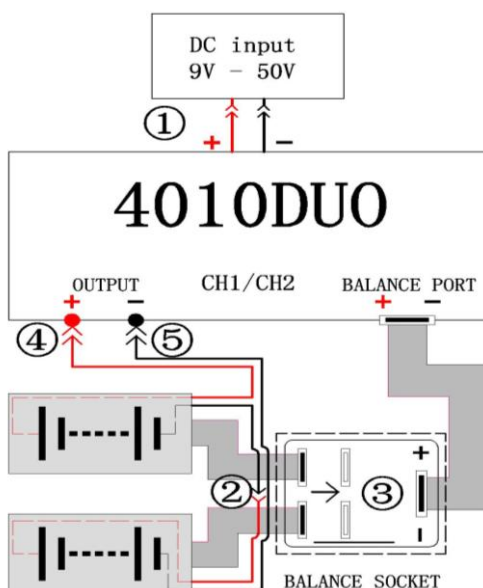 DC input
9V - 50V
① + -
4010DUO
OUTPUT CH1/CH2 BALANCE PORT
+ - + -
④ ⑤
② ③ + -
BALANCE SOCKET